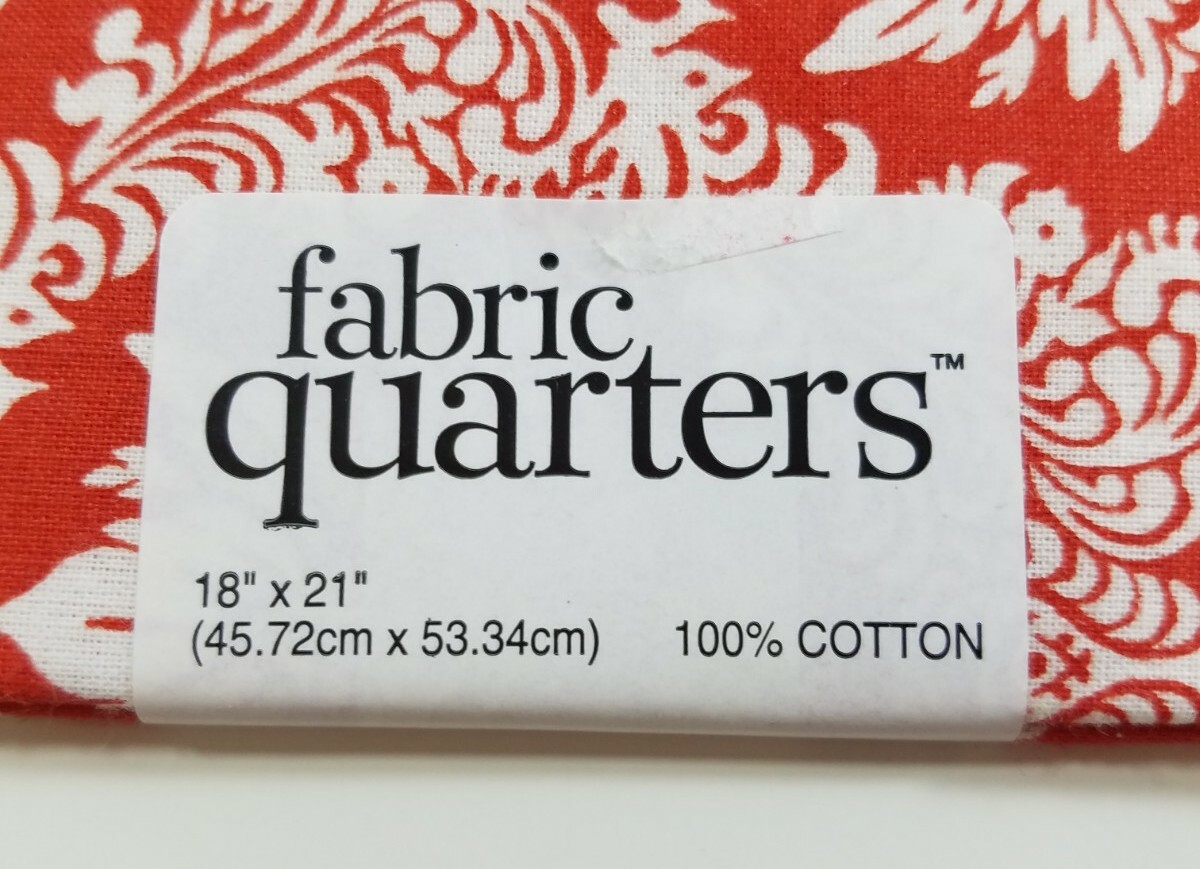 fabric
quarters™
18" x 21"
(45.72cm x 53.34cm) 100% COTTON